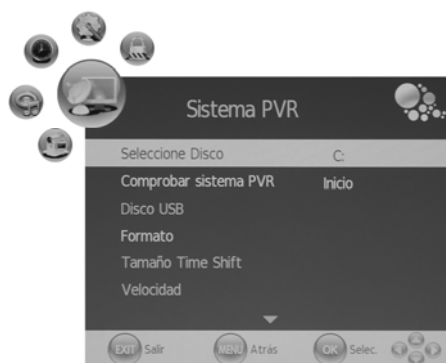 Sistema PVR
Seleccione Disco C:
Comprobar sistema PVR Inicio
Disco USB
Formato
Tamaño Time Shift
Velocidad
EXIT Salir MENU Atrás OK Selec.